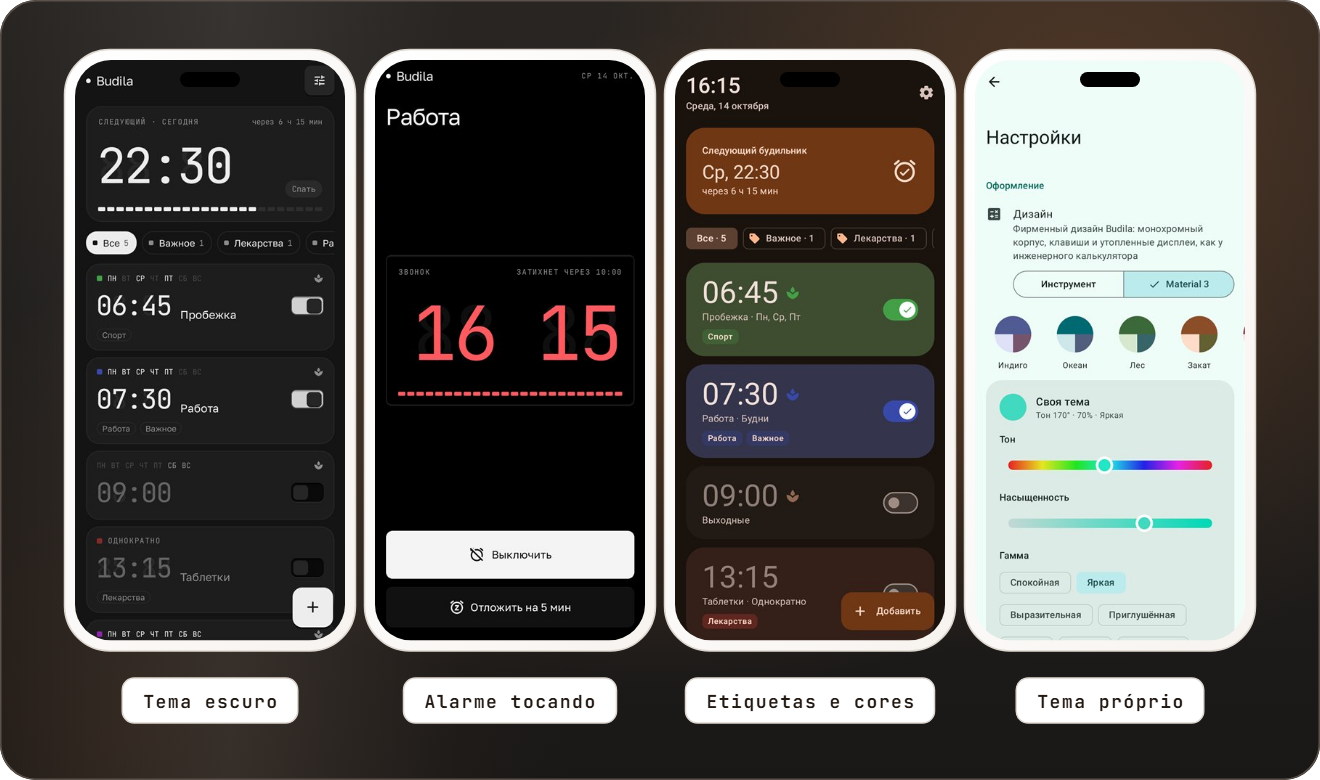 Budila
СЛЕДУЮЩИЙ · СЕГОДНЯ
через 6 ч 15 мин
22:30
Спать
Все 5
Важное 1
Лекарства 1
Ра
ПН ВТ СР ЧТ ПТ СБ ВС
06:45 Пробежка
Спорт
ПН ВТ СР ЧТ ПТ СБ ВС
07:30 Работа
Работа Важное
ПН ВТ СР ЧТ ПТ СБ ВС
09:00
ОДНОКРАТНО
13:15 Таблетки
Лекарства
+
ПН ВТ СР ЧТ ПТ СБ ВС
Tema escuro
Budila
СР 14 ОКТ.
Работа
ЗВОНОК
ЗАТИХНЕТ ЧЕРЕЗ 10:00
16 15
Выключить
Отложить на 5 мин
Alarme tocando
16:15
Среда, 14 октября
Следующий будильник
Ср, 22:30
через 6 ч 15 мин
Все · 5
Важное · 1
Лекарства · 1
06:45
Пробежка · Пн, Ср, Пт
Спорт
07:30
Работа · Будни
Работа Важное
09:00
Выходные
13:15
Таблетки · Однократно
Лекарства
+ Добавить
Etiquetas e cores
Настройки
Оформление
Дизайн
Фирменный дизайн Budila: монохромный
корпус, клавиши и утопленные дисплеи, как у
инженерного калькулятора
Инструмент
Material 3
Индиго
Океан
Лес
Закат
Своя тема
Тон 170° · 70% · Яркая
Тон
Насыщенность
Гамма
Спокойная
Яркая
Выразительная
Приглушённая
Tema próprio